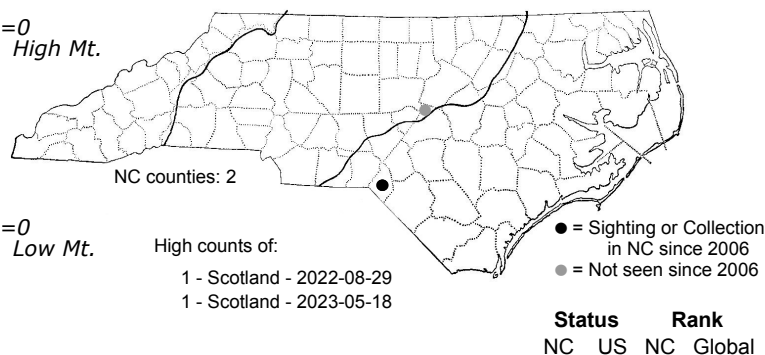 =0
High Mt.
NC counties: 2
=0
Low Mt.
High counts of:
1 - Scotland - 2022-08-29
1 - Scotland - 2023-05-18
● = Sighting or Collection
in NC since 2006
● = Not seen since 2006
Status Rank
NC US NC Global